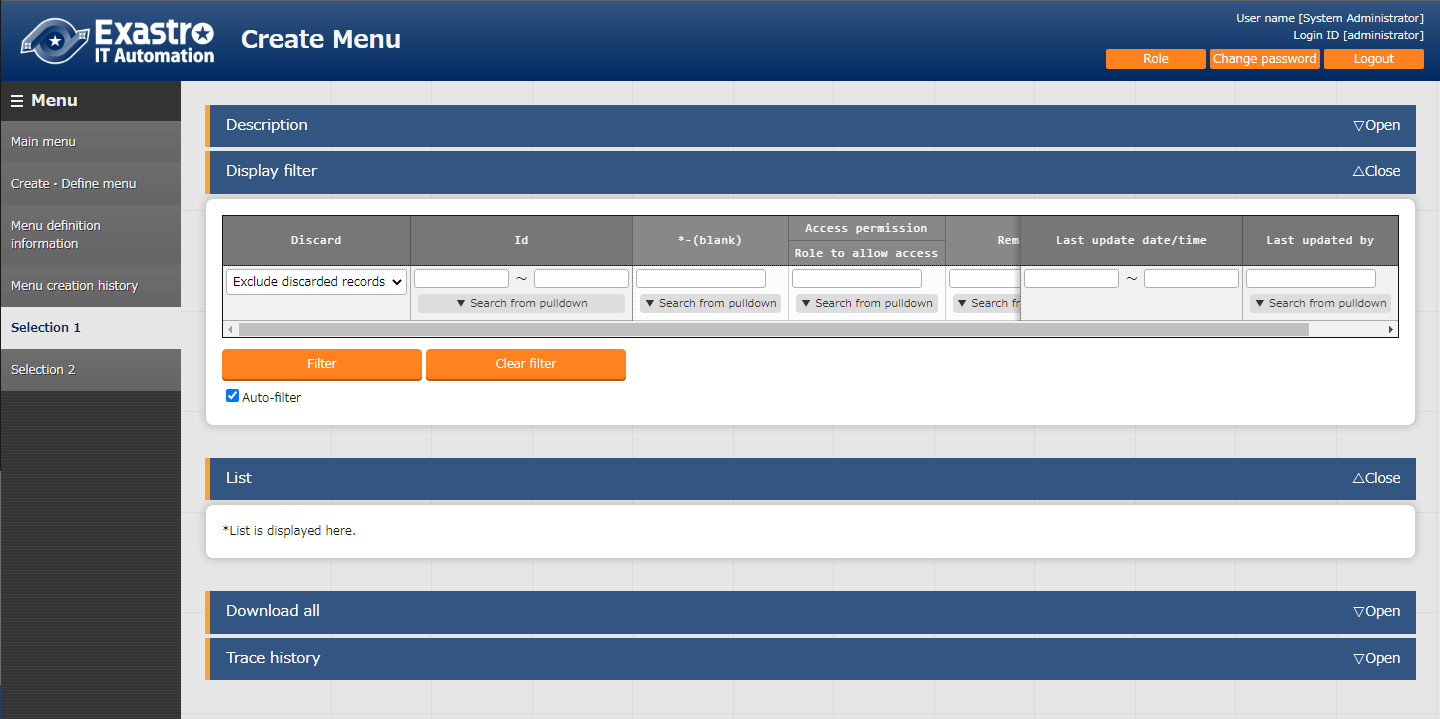 Exastro
IT Automation
Create Menu
User name [System Administrator]
Login ID [administrator]
Role
Change password
Logout
Menu
Main menu
Create・Define menu
Menu definition
information
Menu creation history
Selection 1
Selection 2
Description
▽Open
Display filter
△Close
Discard
Id
*-(blank)
Access permission
Role to allow access
Rem
Last update date/time
Last updated by
Exclude discarded records
~
~
▼ Search from pulldown
▼ Search from pulldown
▼ Search from pulldown
▼ Search fr
▼ Search from pulldown
Filter
Clear filter
Auto-filter
List
△Close
*List is displayed here.
Download all
▽Open
Trace history
▽Open